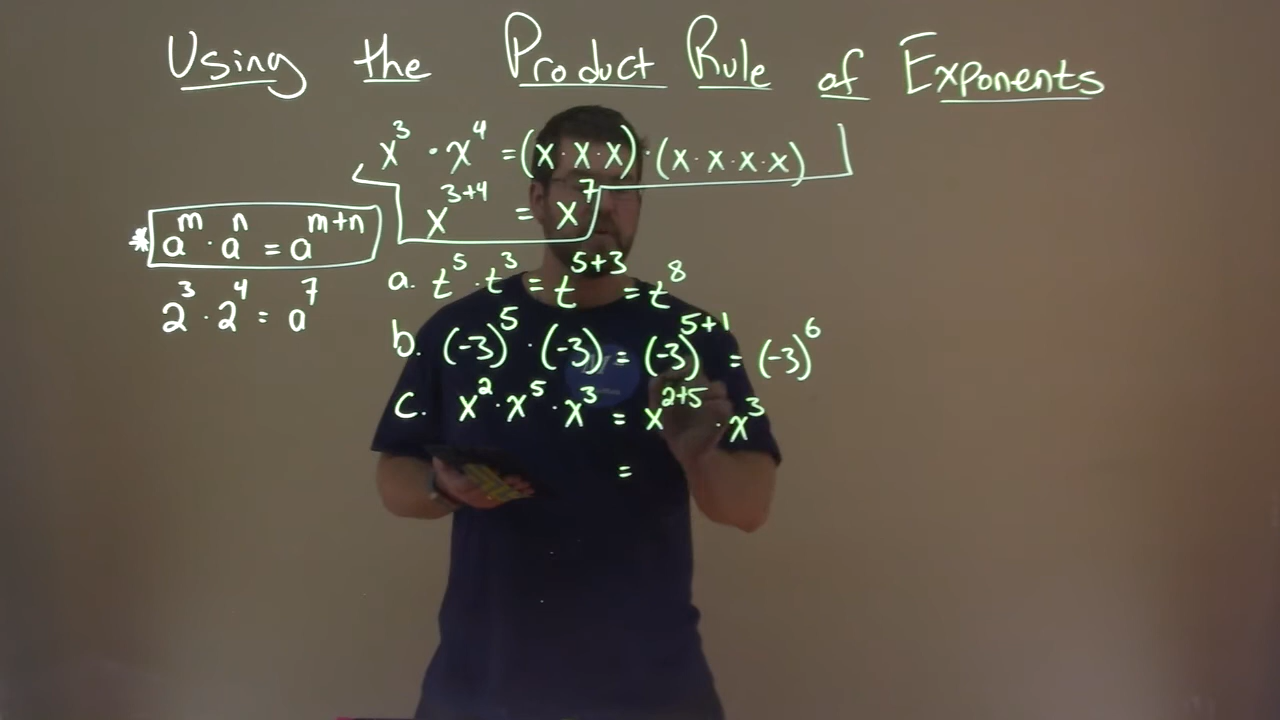 Using the Product Rule of Exponents
x³ · x⁴ = (x · x · x) · (x · x · x · x)
x³⁺⁴ = x⁷
* aᵐ · aⁿ = aᵐ⁺ⁿ
2³ · 2⁴ = a⁷
a. t⁵ · t³ = t⁵⁺³ = t⁸
b. (-3)⁵ · (-3) = (-3)⁵⁺¹ = (-3)⁶
c. x² · x⁵ · x³ = x²⁺⁵ · x³
=